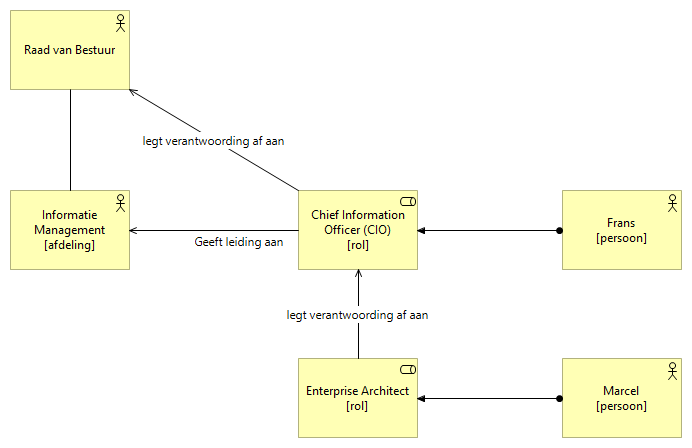 Raad van Bestuur
legt verantwoording af aan
Informatie
Management
[afdeling]
Geeft leiding aan
Chief Information
Officer (CIO)
[rol]
Frans
[persoon]
legt verantwoording af aan
Enterprise Architect
[rol]
Marcel
[persoon]